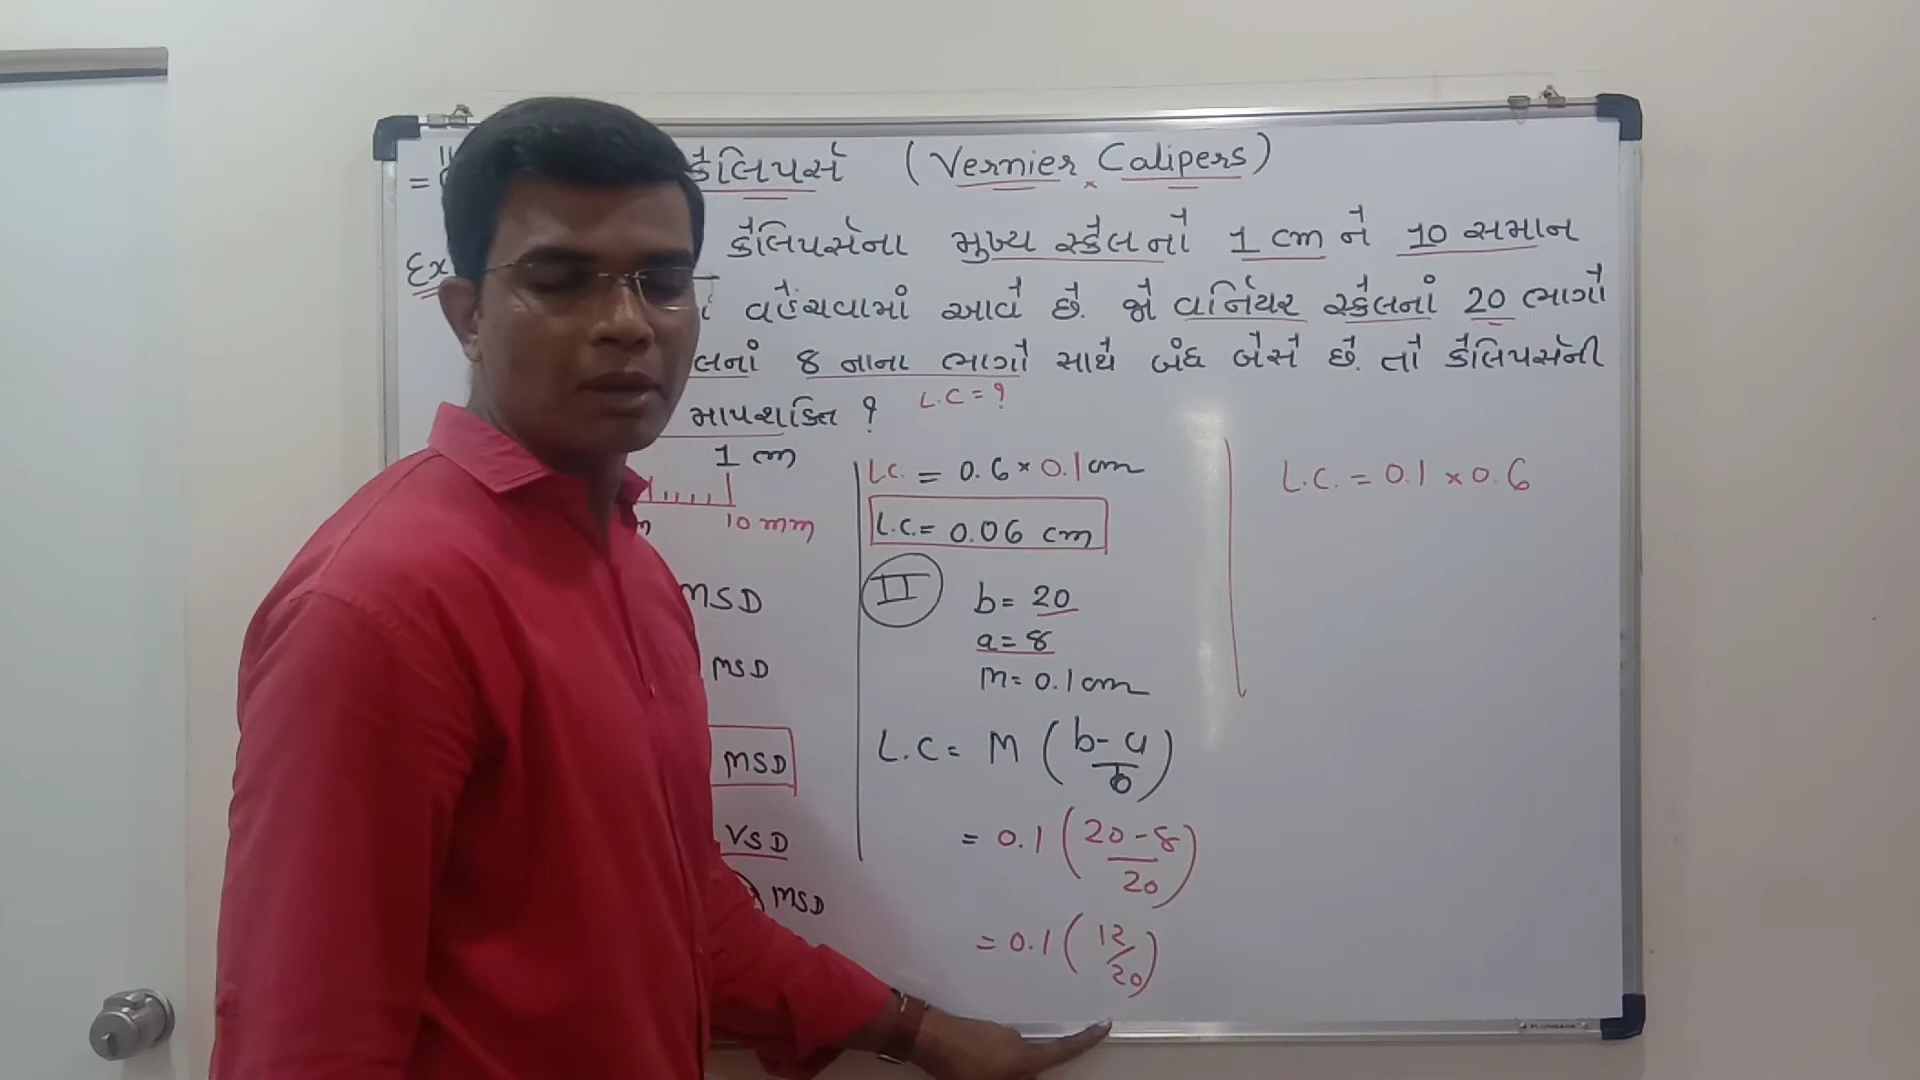 કૅલિપર્સ (Vernier Calipers)
Ex કૅલિપર્સના મુખ્ય સ્કેલનાં 1 cm ને 10 સમાન
વહેંચવામાં આવે છે. જો વર્નિયર સ્કેલનાં 20 ભાગો
લનાં 8 નાના ભાગો સાથે બંધ બેસે છે. તો કૅલિપર્સની
માપશક્તિ ? L.C = ?
1 cm
10 mm
MSD
MSD
MSD
VSD
MSD
L.C. = 0.6 × 0.1 cm
L.C. = 0.06 cm
II b = 20
a = 8
m = 0.1 cm
L.C = M (b-a/b)
= 0.1 (20-8/20)
= 0.1 (12/20)
L.C. = 0.1 × 0.6